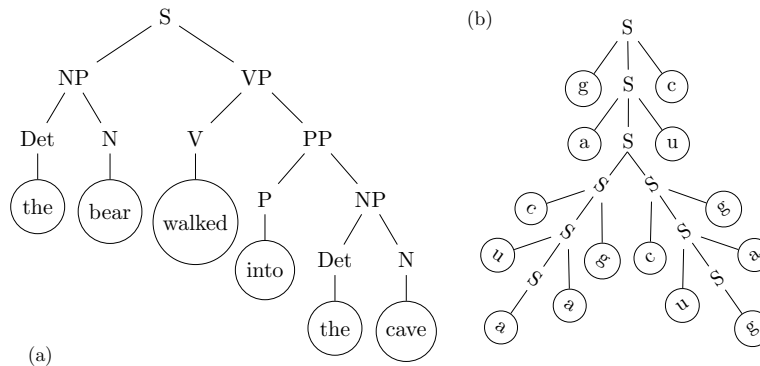 (b)
S
S
NP VP
g S c
Det N V PP
a S u
the bear walked P NP
S S
c g
into Det N
S S
u g c a
S S
the cave
a a u g
(a)